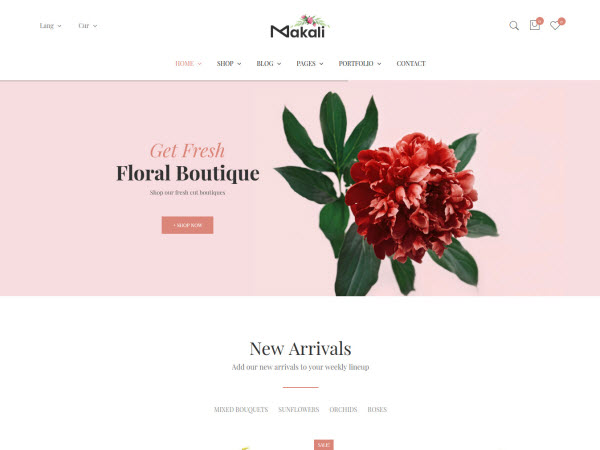 Lang
Cur
Makali
HOME
SHOP
BLOG
PAGES
PORTFOLIO
CONTACT
Get Fresh
Floral Boutique
Shop our fresh cut boutiques
+ SHOP NOW
New Arrivals
Add our new arrivals to your weekly lineup
MIXED BOUQUETS
SUNFLOWERS
ORCHIDS
ROSES
SALE!